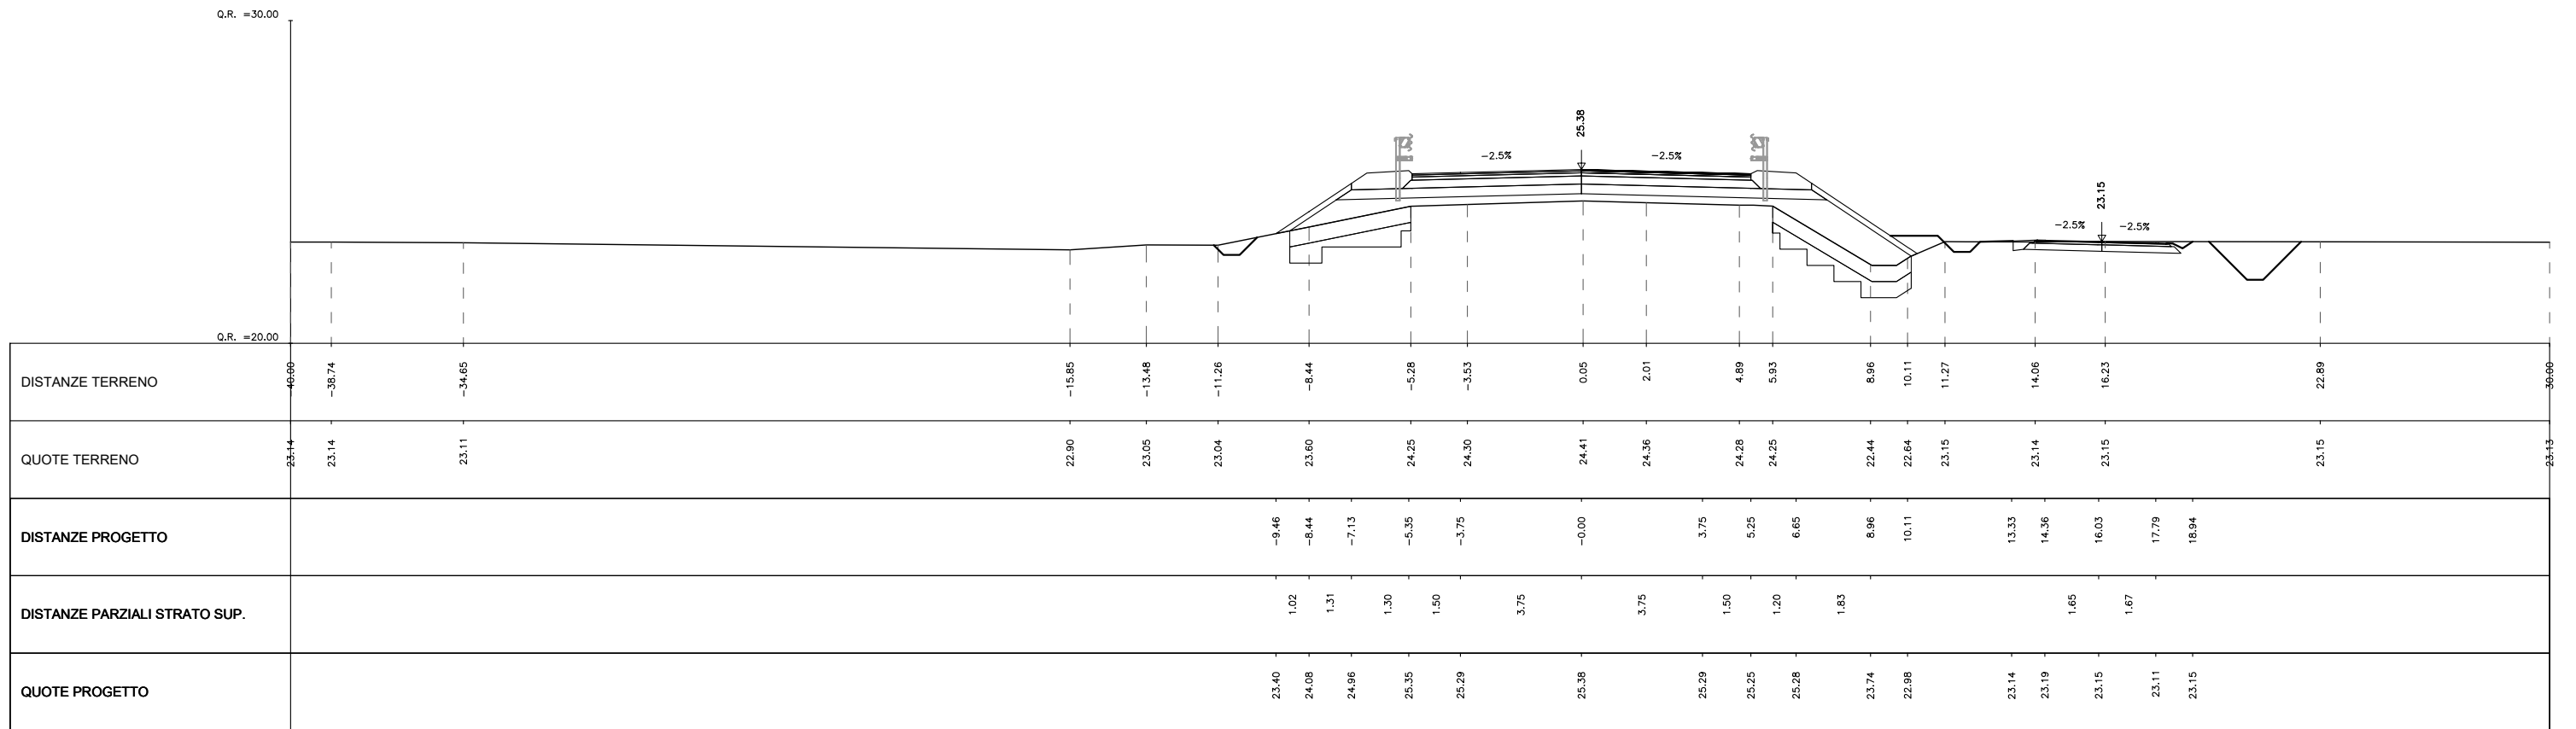 Q.R. =30.00
25.38
-2.5% -2.5%
23.15
-2.5% -2.5%
Q.R. =20.00
DISTANZE TERRENO -40.00 -38.74 -34.65 -15.85 -13.48 -11.26 -8.44 -5.28 -3.53 0.05 2.01 4.89 5.93 8.96 10.11 11.27 14.06 16.23 22.89 30.00
QUOTE TERRENO 23.14 23.14 23.11 22.90 23.05 23.04 23.60 24.25 24.30 24.41 24.36 24.28 24.25 22.44 22.64 23.15 23.14 23.15 23.15 23.13
DISTANZE PROGETTO -9.46 -8.44 -7.13 -5.35 -3.75 -0.00 3.75 5.25 6.65 8.96 10.11 13.33 14.36 16.03 17.79 18.94
DISTANZE PARZIALI STRATO SUP. 1.02 1.31 1.30 1.50 3.75 3.75 1.50 1.20 1.83 1.65 1.67
QUOTE PROGETTO 23.40 24.08 24.96 25.35 25.29 25.38 25.29 25.25 25.28 23.74 22.98 23.14 23.19 23.15 23.11 23.15